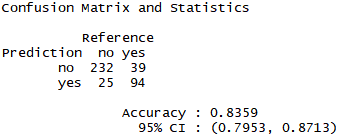 Confusion Matrix and Statistics
Reference
Prediction no yes
no 232 39
yes 25 94
Accuracy : 0.8359
95% CI : (0.7953, 0.8713)